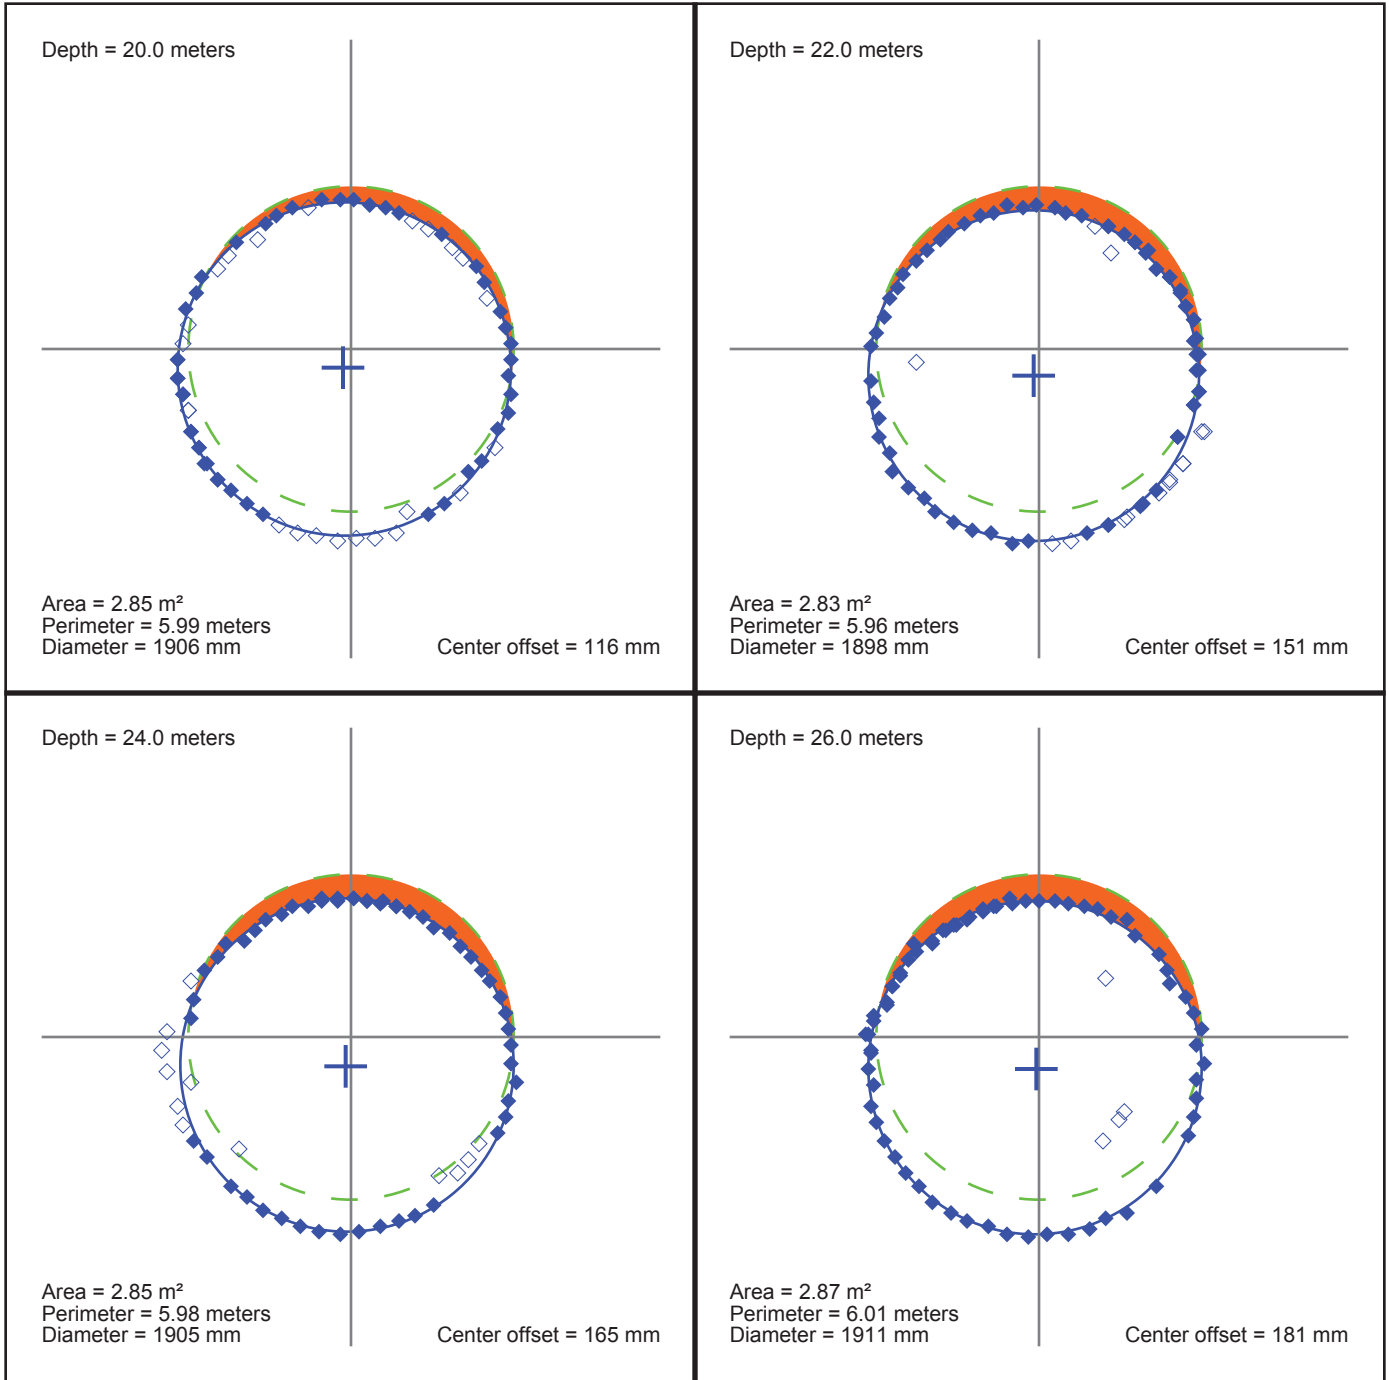 Depth = 20.0 meters
Area = 2.85 m²
Perimeter = 5.99 meters
Diameter = 1906 mm
Center offset = 116 mm
Depth = 22.0 meters
Area = 2.83 m²
Perimeter = 5.96 meters
Diameter = 1898 mm
Center offset = 151 mm
Depth = 24.0 meters
Area = 2.85 m²
Perimeter = 5.98 meters
Diameter = 1905 mm
Center offset = 165 mm
Depth = 26.0 meters
Area = 2.87 m²
Perimeter = 6.01 meters
Diameter = 1911 mm
Center offset = 181 mm